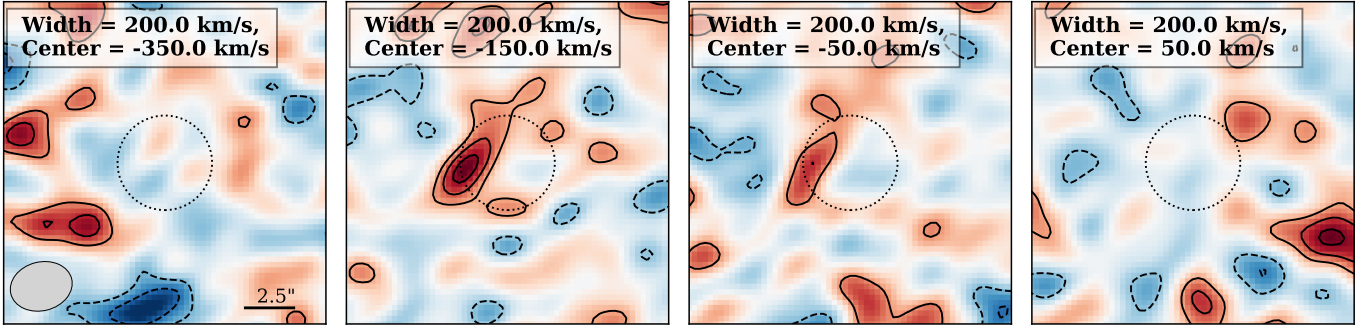 Width = 200.0 km/s,
Center = -350.0 km/s
Width = 200.0 km/s,
Center = -150.0 km/s
Width = 200.0 km/s,
Center = -50.0 km/s
Width = 200.0 km/s,
Center = 50.0 km/s
2.5"